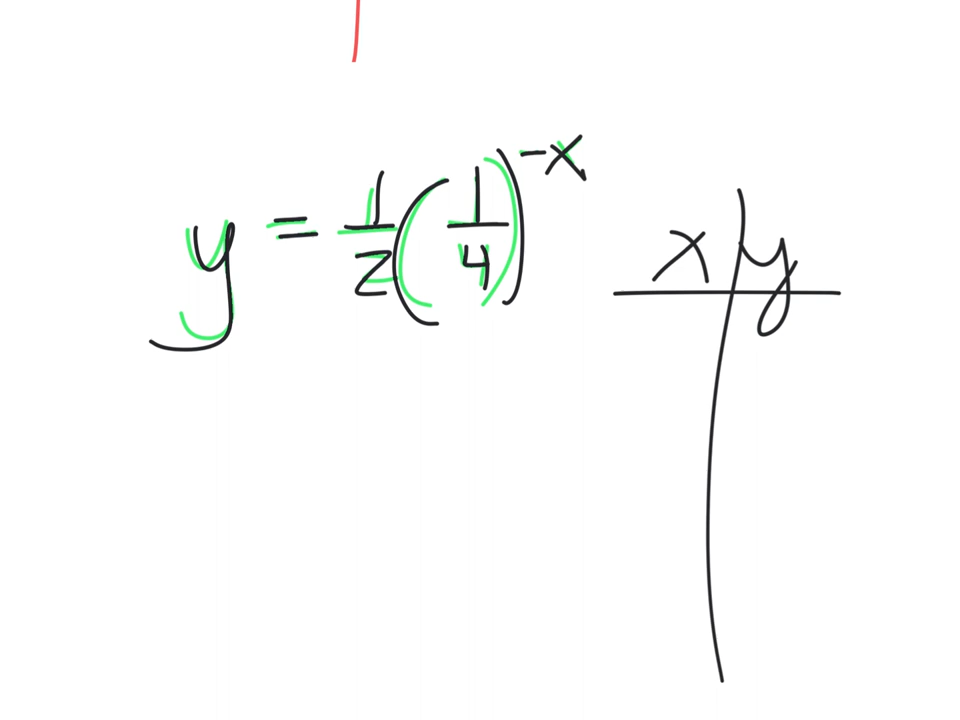 y = 1/2 (1/4)^-x
x y